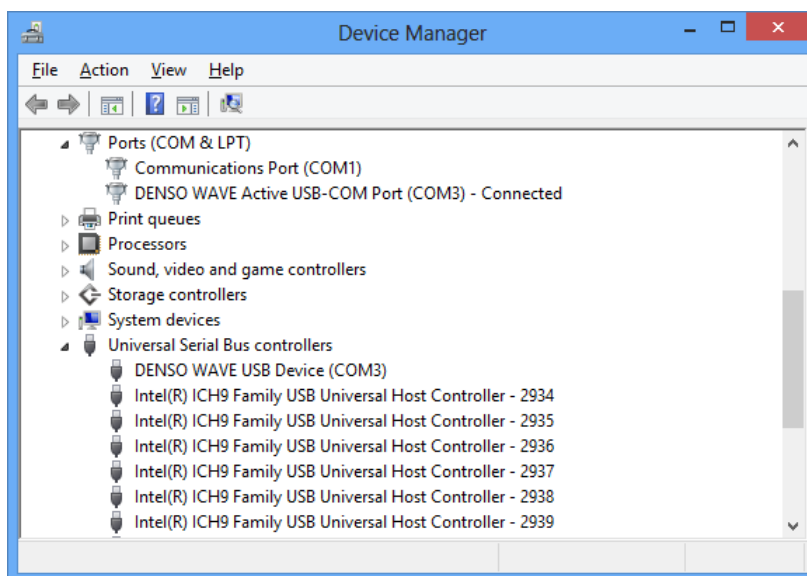 Device Manager
File Action View Help
Ports (COM & LPT)
Communications Port (COM1)
DENSO WAVE Active USB-COM Port (COM3) - Connected
Print queues
Processors
Sound, video and game controllers
Storage controllers
System devices
Universal Serial Bus controllers
DENSO WAVE USB Device (COM3)
Intel(R) ICH9 Family USB Universal Host Controller - 2934
Intel(R) ICH9 Family USB Universal Host Controller - 2935
Intel(R) ICH9 Family USB Universal Host Controller - 2936
Intel(R) ICH9 Family USB Universal Host Controller - 2937
Intel(R) ICH9 Family USB Universal Host Controller - 2938
Intel(R) ICH9 Family USB Universal Host Controller - 2939